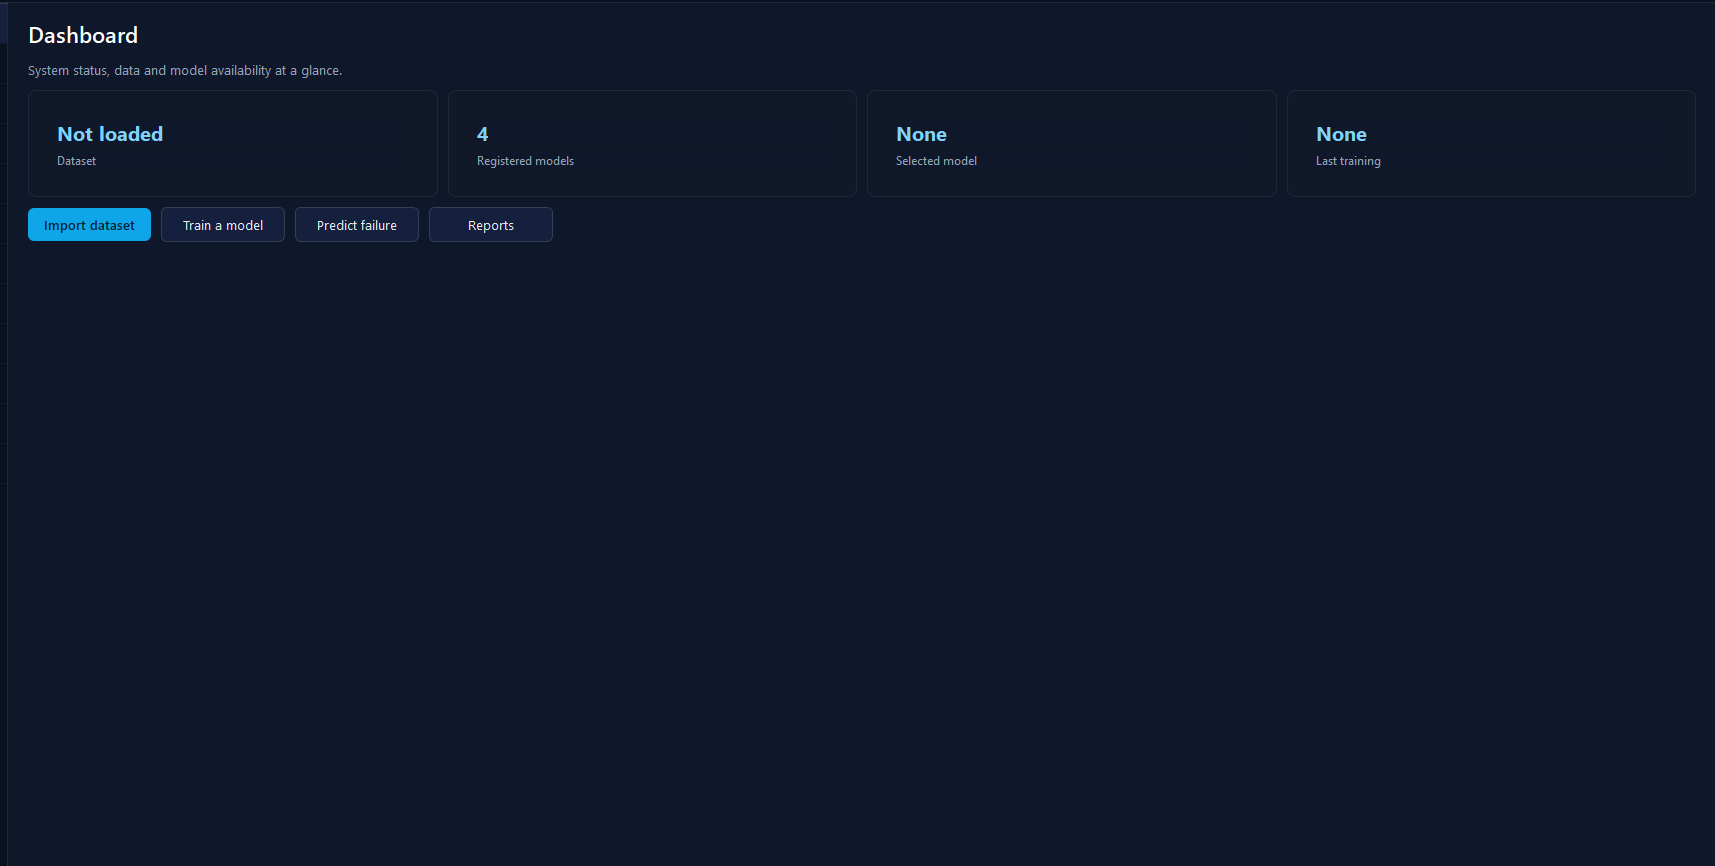 Dashboard
System status, data and model availability at a glance.
Not loaded
Dataset
4
Registered models
None
Selected model
None
Last training
Import dataset
Train a model
Predict failure
Reports